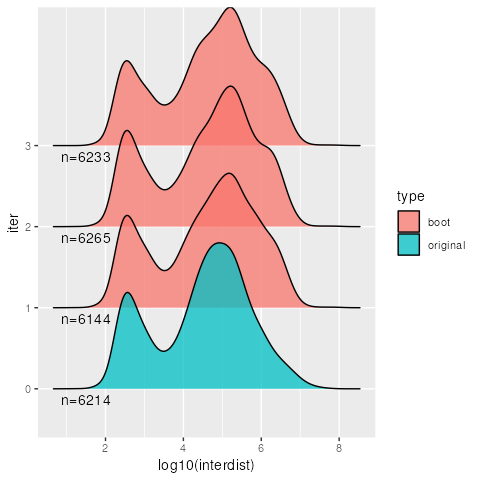 3
n=6233
2
n=6265
1
n=6144
0
n=6214
iter
2 4 6 8
log10(interdist)
type
boot
original